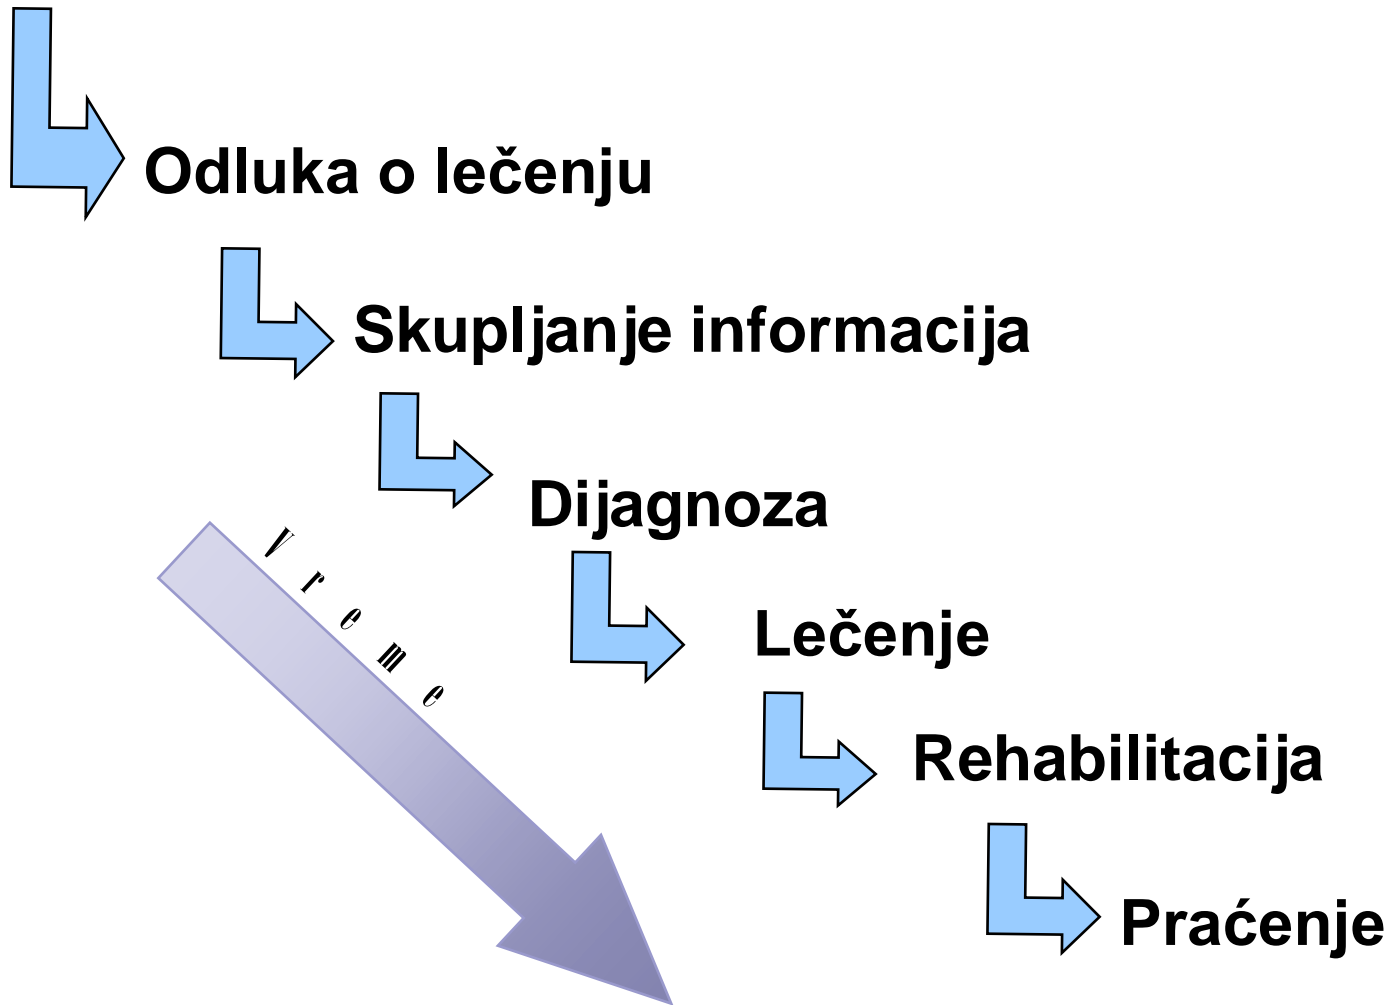 Odluka o lečenju
Skupljanje informacija
Dijagnoza
Vreme
Lečenje
Rehabilitacija
Praćenje